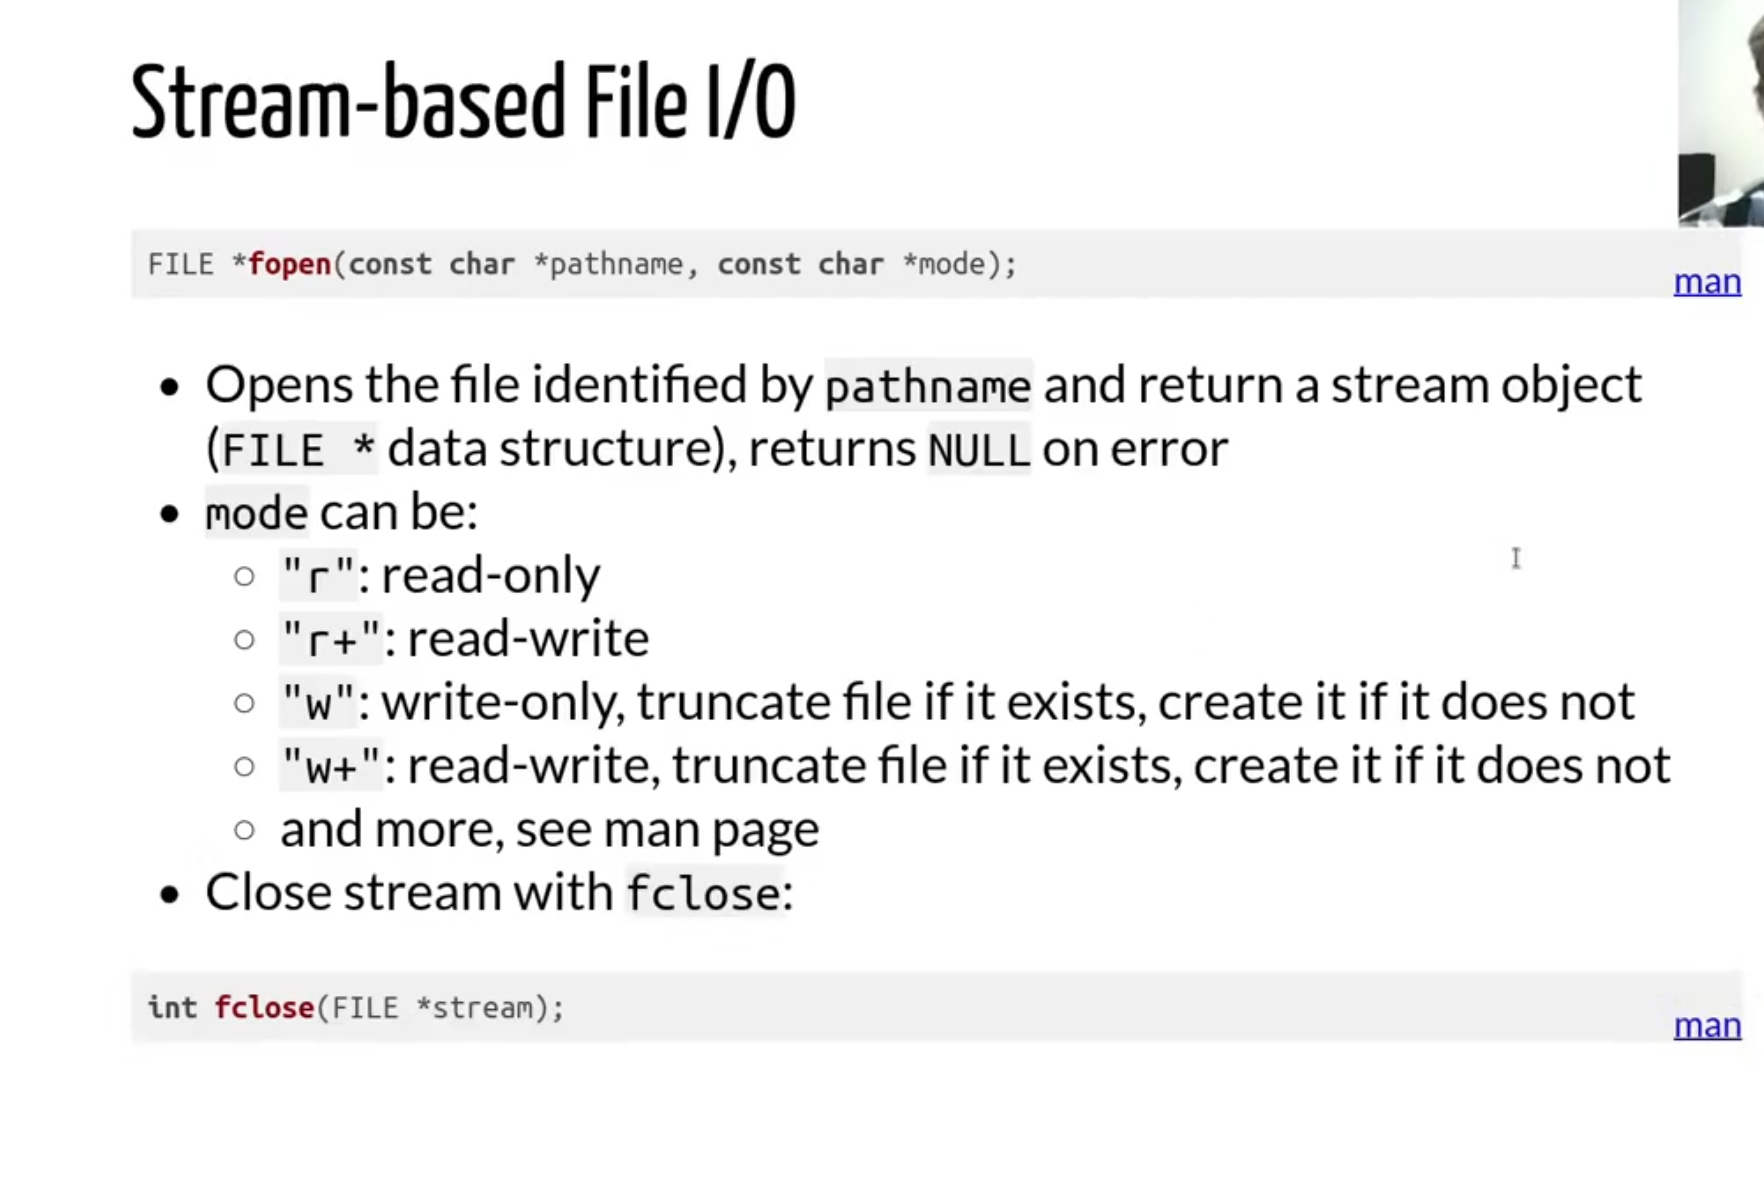 Stream-based File I/O
FILE *fopen(const char *pathname, const char *mode);
man
• Opens the file identified by pathname and return a stream object
(FILE * data structure), returns NULL on error
• mode can be:
○ "r": read-only
○ "r+": read-write
○ "w": write-only, truncate file if it exists, create it if it does not
○ "w+": read-write, truncate file if it exists, create it if it does not
○ and more, see man page
• Close stream with fclose:
int fclose(FILE *stream);
man